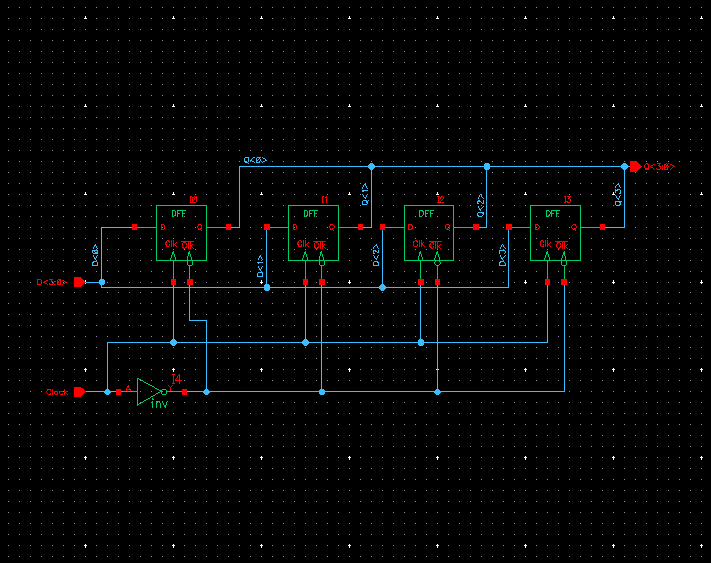 Q<0>
Q<3:0>
I0
I1
I2
I3
Q<1>
Q<2>
Q<3>
DFF
DFF
DFF
DFF
D
Q
D
Q
D
Q
D
Q
Clk
Clk
Clk
Clk
Clk
Clk
Clk
Clk
D<0>
D<1>
D<2>
D<3>
D<3:0>
I4
Clock
A
Y
inv